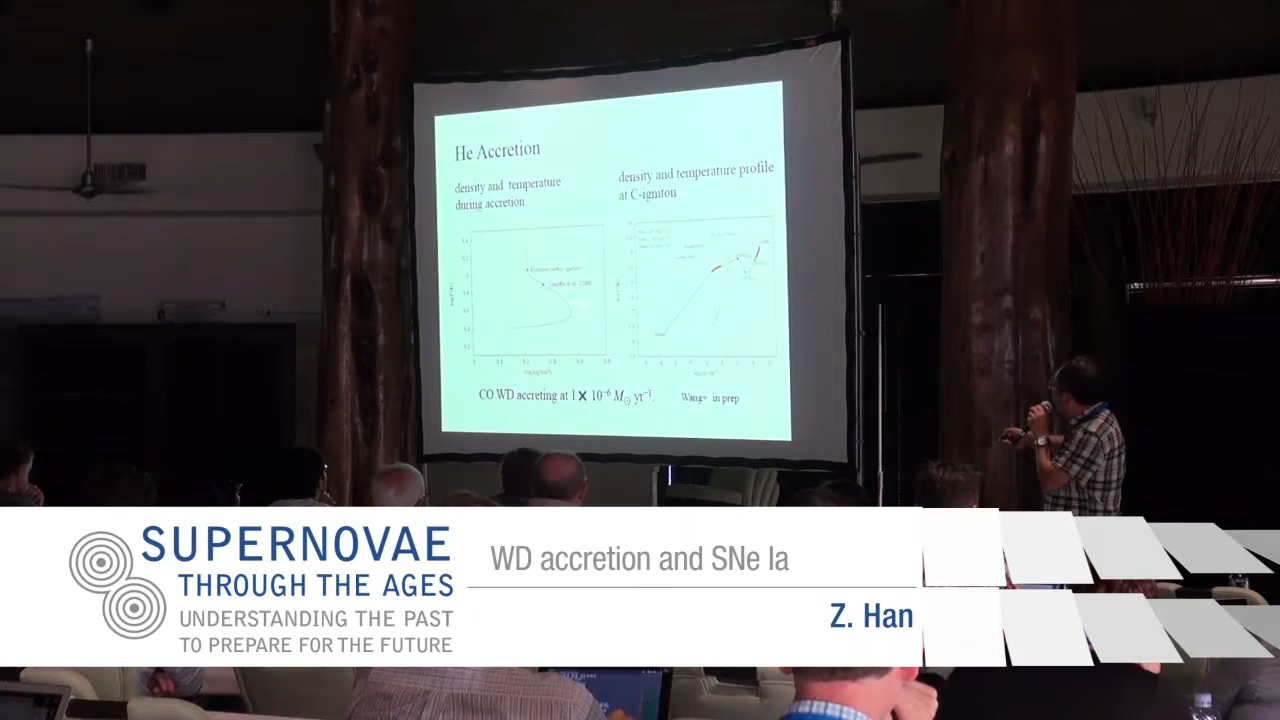 He Accretion
density and temperature
during accretion
density and temperature profile
at C-igniton
CO WD accreting at 1 X 10⁻⁶ M☉ yr⁻¹.
Wang+ in prep
SUPERNOVAE
THROUGH THE AGES
UNDERSTANDING THE PAST
TO PREPARE FOR THE FUTURE
WD accretion and SNe Ia
Z. Han